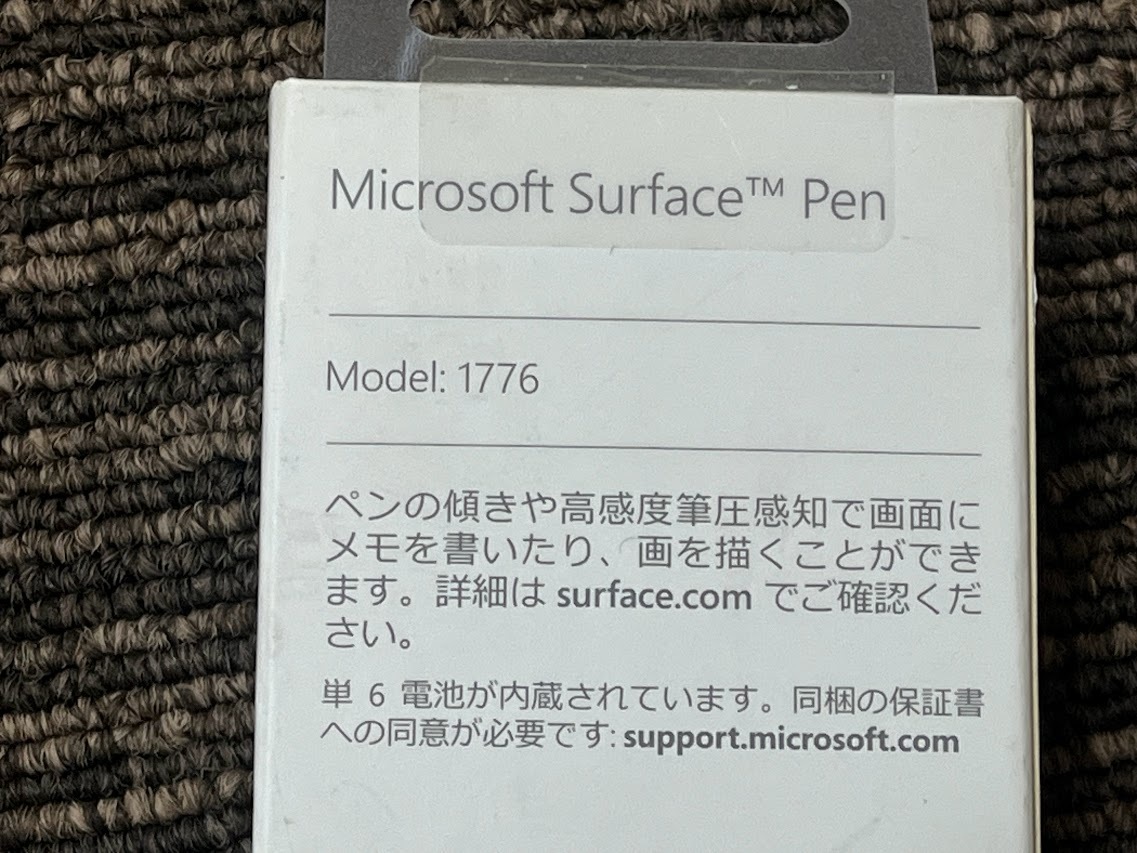 Microsoft Surface™ Pen
Model: 1776
ペンの傾きや高感度筆圧感知で画面に
メモを書いたり、画を描くことができ
ます。詳細は surface.com でご確認くだ
さい。
単 6 電池が内蔵されています。同梱の保証書
への同意が必要です: support.microsoft.com